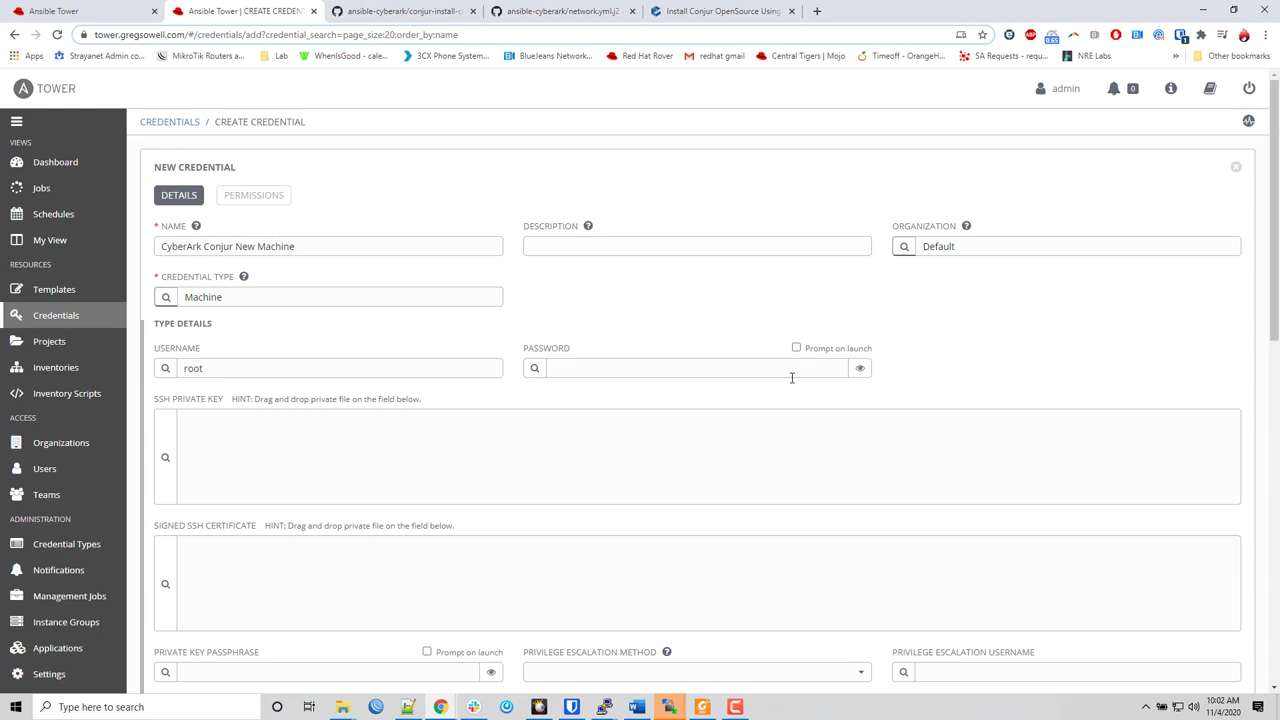 Ansible Tower
Ansible Tower | CREATE CREDEN
ansible-cyberark/conjur-install-c
ansible-cyberark/network.yml.j2
Install Conjur OpenSource Using
tower.gregsowell.com/#/credentials/add?credential_search=page_size:20;order_by:name
Apps
Strayanet Admin co...
MikroTik Routers a...
WhenIsGood - cale...
3CX Phone System...
BlueJeans Network...
Red Hat Rover
redhat gmail
Central Tigers | Mojo
Timeoff - OrangeH...
SA Requests - requ...
NRE Labs
Other bookmarks
TOWER
admin
0
VIEWS
Dashboard
Jobs
Schedules
My View
RESOURCES
Templates
Credentials
Projects
Inventories
Inventory Scripts
ACCESS
Organizations
Users
Teams
ADMINISTRATION
Credential Types
Notifications
Management Jobs
Instance Groups
Applications
Settings
CREDENTIALS / CREATE CREDENTIAL
NEW CREDENTIAL
DETAILS
PERMISSIONS
* NAME
CyberArk Conjur New Machine
DESCRIPTION
ORGANIZATION
Default
* CREDENTIAL TYPE
Machine
TYPE DETAILS
USERNAME
root
PASSWORD
Prompt on launch
SSH PRIVATE KEY HINT: Drag and drop private file on the field below.
SIGNED SSH CERTIFICATE HINT: Drag and drop private file on the field below.
PRIVATE KEY PASSPHRASE
Prompt on launch
PRIVILEGE ESCALATION METHOD
PRIVILEGE ESCALATION USERNAME
Type here to search
10:02 AM
11/4/2020